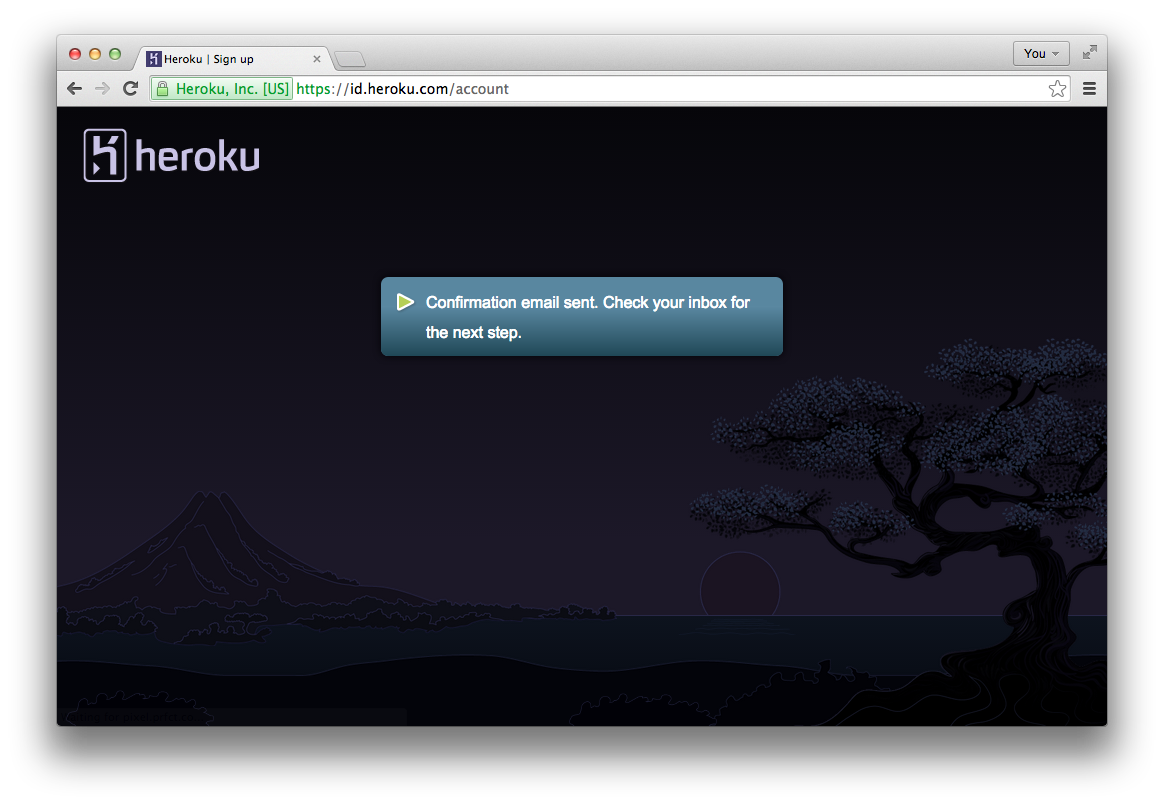 Heroku | Sign up
You
Heroku, Inc. [US] https://id.heroku.com/account
heroku
Confirmation email sent. Check your inbox for
the next step.